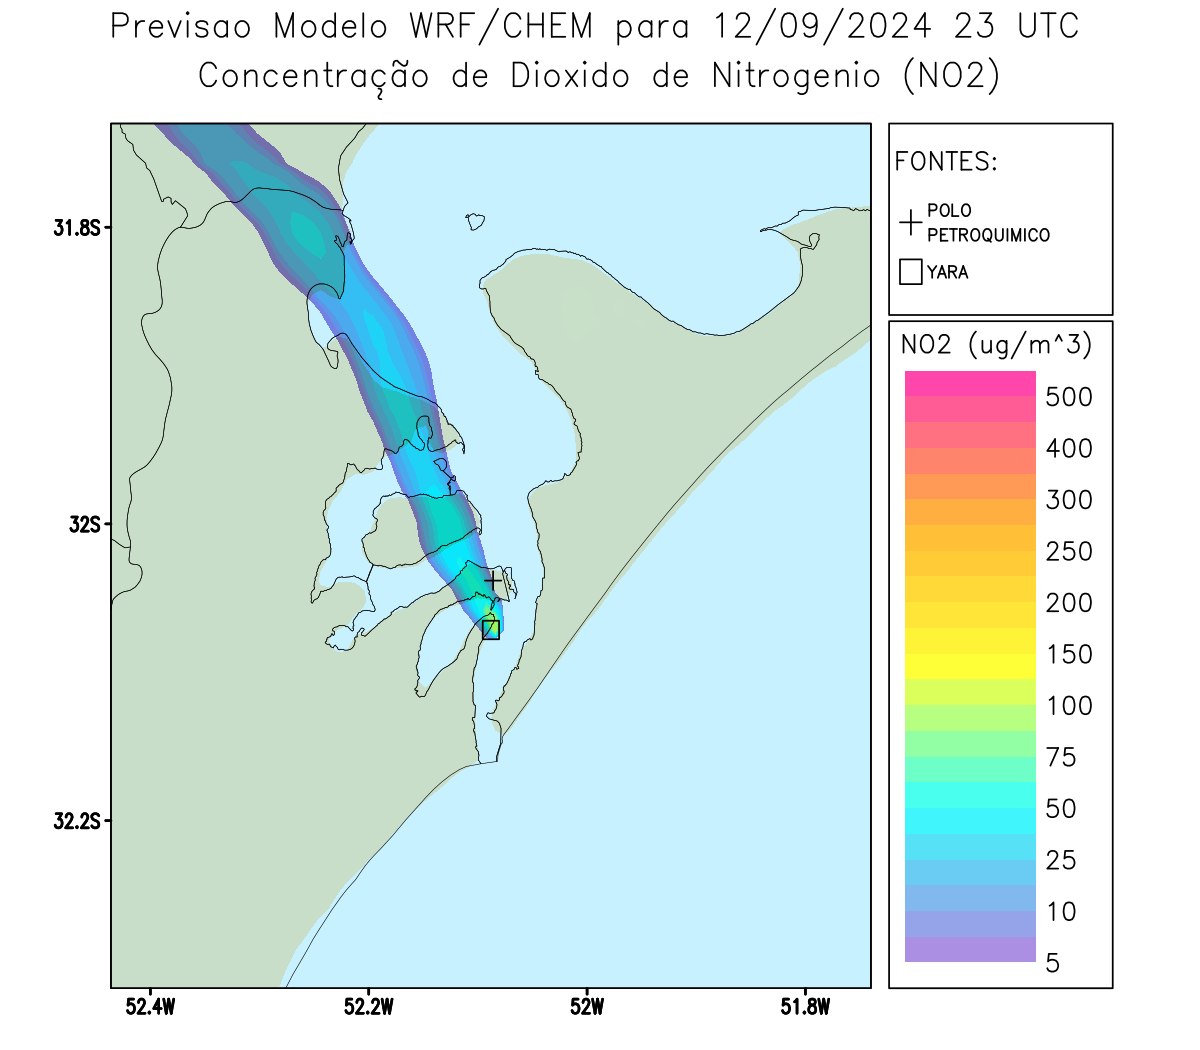 Previsao Modelo WRF/CHEM para 12/09/2024 23 UTC
Concentração de Dioxido de Nitrogenio (NO2)
FONTES:
POLO
PETROQUIMICO
YARA
31.8S
32S
32.2S
52.4W
52.2W
52W
51.8W
NO2 (ug/m^3)
500
400
300
250
200
150
100
75
50
25
10
5